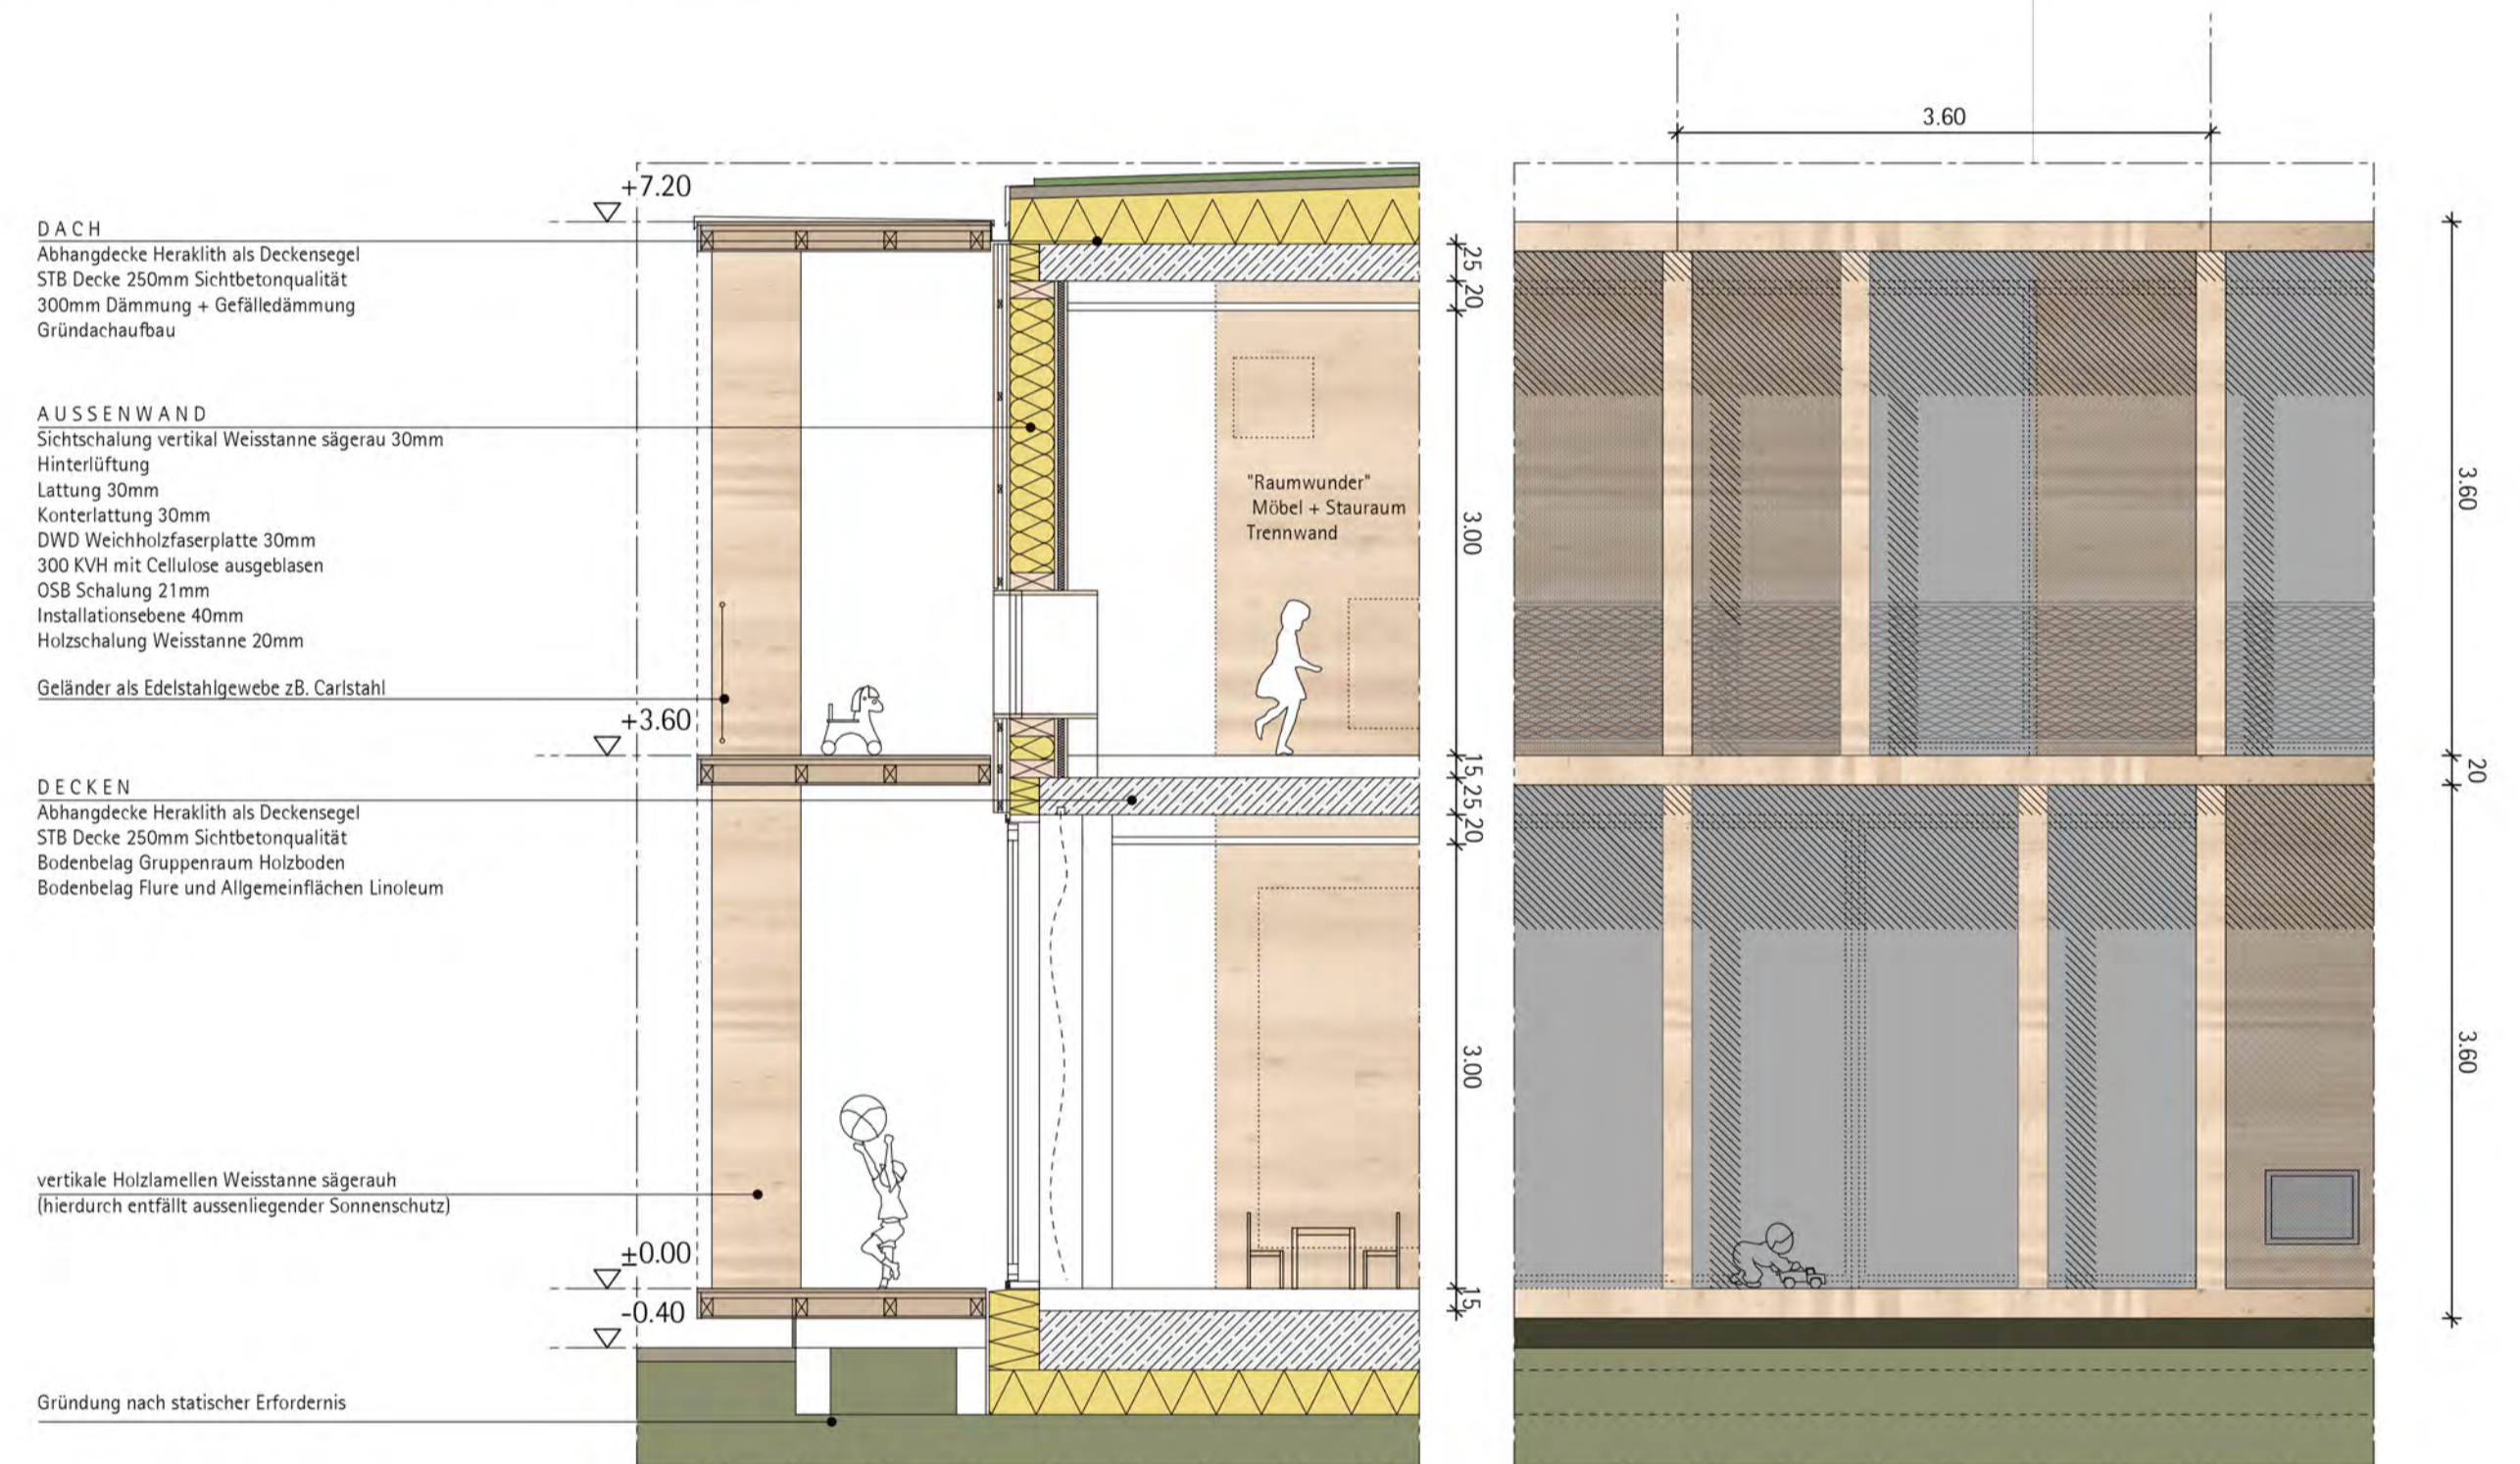 DACH
Abhangdecke Heraklith als Deckensegel
STB Decke 250mm Sichtbetonqualität
300mm Dämmung + Gefälledämmung
Gründachaufbau
AUSSENWAND
Sichtschalung vertikal Weisstanne sägerau 30mm
Hinterlüftung
Lattung 30mm
Konterlattung 30mm
DWD Weichholzfaserplatte 30mm
300 KVH mit Cellulose ausgeblasen
OSB Schalung 21mm
Installationsebene 40mm
Holzschalung Weisstanne 20mm
Geländer als Edelstahlgewebe zB. Carlstahl
DECKEN
Abhangdecke Heraklith als Deckensegel
STB Decke 250mm Sichtbetonqualität
Bodenbelag Gruppenraum Holzboden
Bodenbelag Flure und Allgemeinflächen Linoleum
vertikale Holzlamellen Weisstanne sägerauh
(hierdurch entfällt aussenliegender Sonnenschutz)
Gründung nach statischer Erfordernis
+7.20
+3.60
±0.00
-0.40
"Raumwunder"
Möbel + Stauraum
Trennwand
25
20
3.00
15
25
20
3.00
15
3.60
3.60
20
3.60